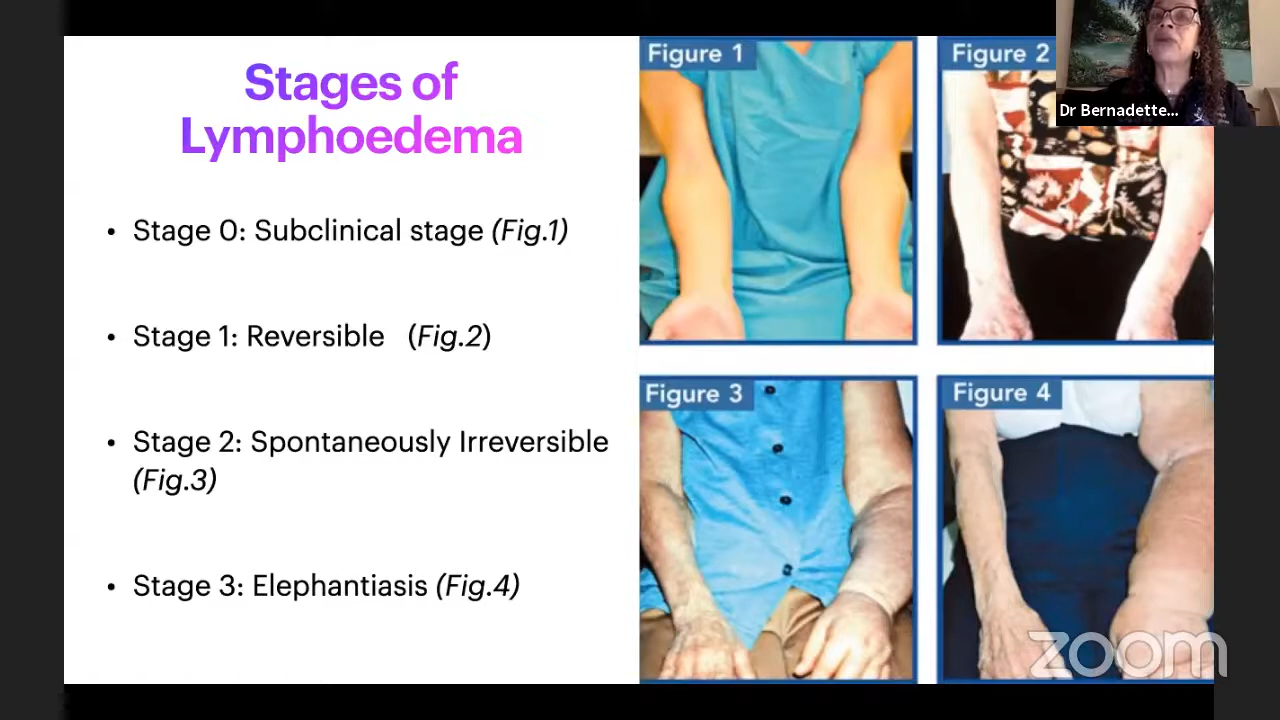 Stages of
Lymphoedema
• Stage 0: Subclinical stage (Fig.1)
• Stage 1: Reversible (Fig.2)
• Stage 2: Spontaneously Irreversible
(Fig.3)
• Stage 3: Elephantiasis (Fig.4)
Figure 1
Figure 2
Figure 3
Figure 4
Dr Bernadette...
zoom